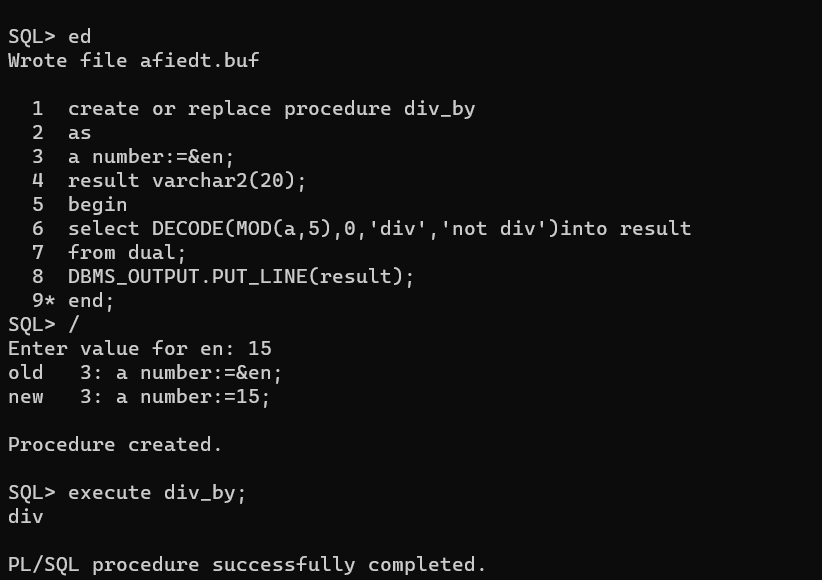 SQL> ed
Wrote file afiedt.buf
1 create or replace procedure div_by
2 as
3 a number:=&en;
4 result varchar2(20);
5 begin
6 select DECODE(MOD(a,5),0,'div','not div')into result
7 from dual;
8 DBMS_OUTPUT.PUT_LINE(result);
9* end;
SQL> /
Enter value for en: 15
old   3: a number:=&en;
new   3: a number:=15;
Procedure created.
SQL> execute div_by;
div
PL/SQL procedure successfully completed.